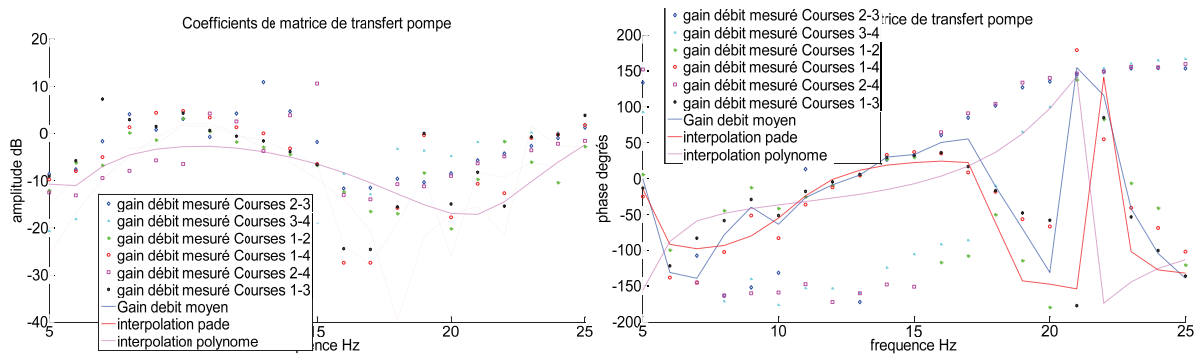 Coefficients de matrice de transfert pompe
20
10
0
-10
-20
-30
-40
amplitude dB
gain débit mesuré Courses 2-3
gain débit mesuré Courses 3-4
gain débit mesuré Courses 1-2
gain débit mesuré Courses 1-4
gain débit mesuré Courses 2-4
gain débit mesuré Courses 1-3
Gain debit moyen
interpolation pade
interpolation polynome
5
15
20
25
quence Hz
trice de transfert pompe
gain débit mesuré Courses 2-3
gain débit mesuré Courses 3-4
gain débit mesuré Courses 1-2
gain débit mesuré Courses 1-4
gain débit mesuré Courses 2-4
gain débit mesuré Courses 1-3
Gain debit moyen
interpolation pade
interpolation polynome
200
150
100
50
0
-50
-100
-150
-200
phase degrés
5
10
15
20
25
frequence Hz